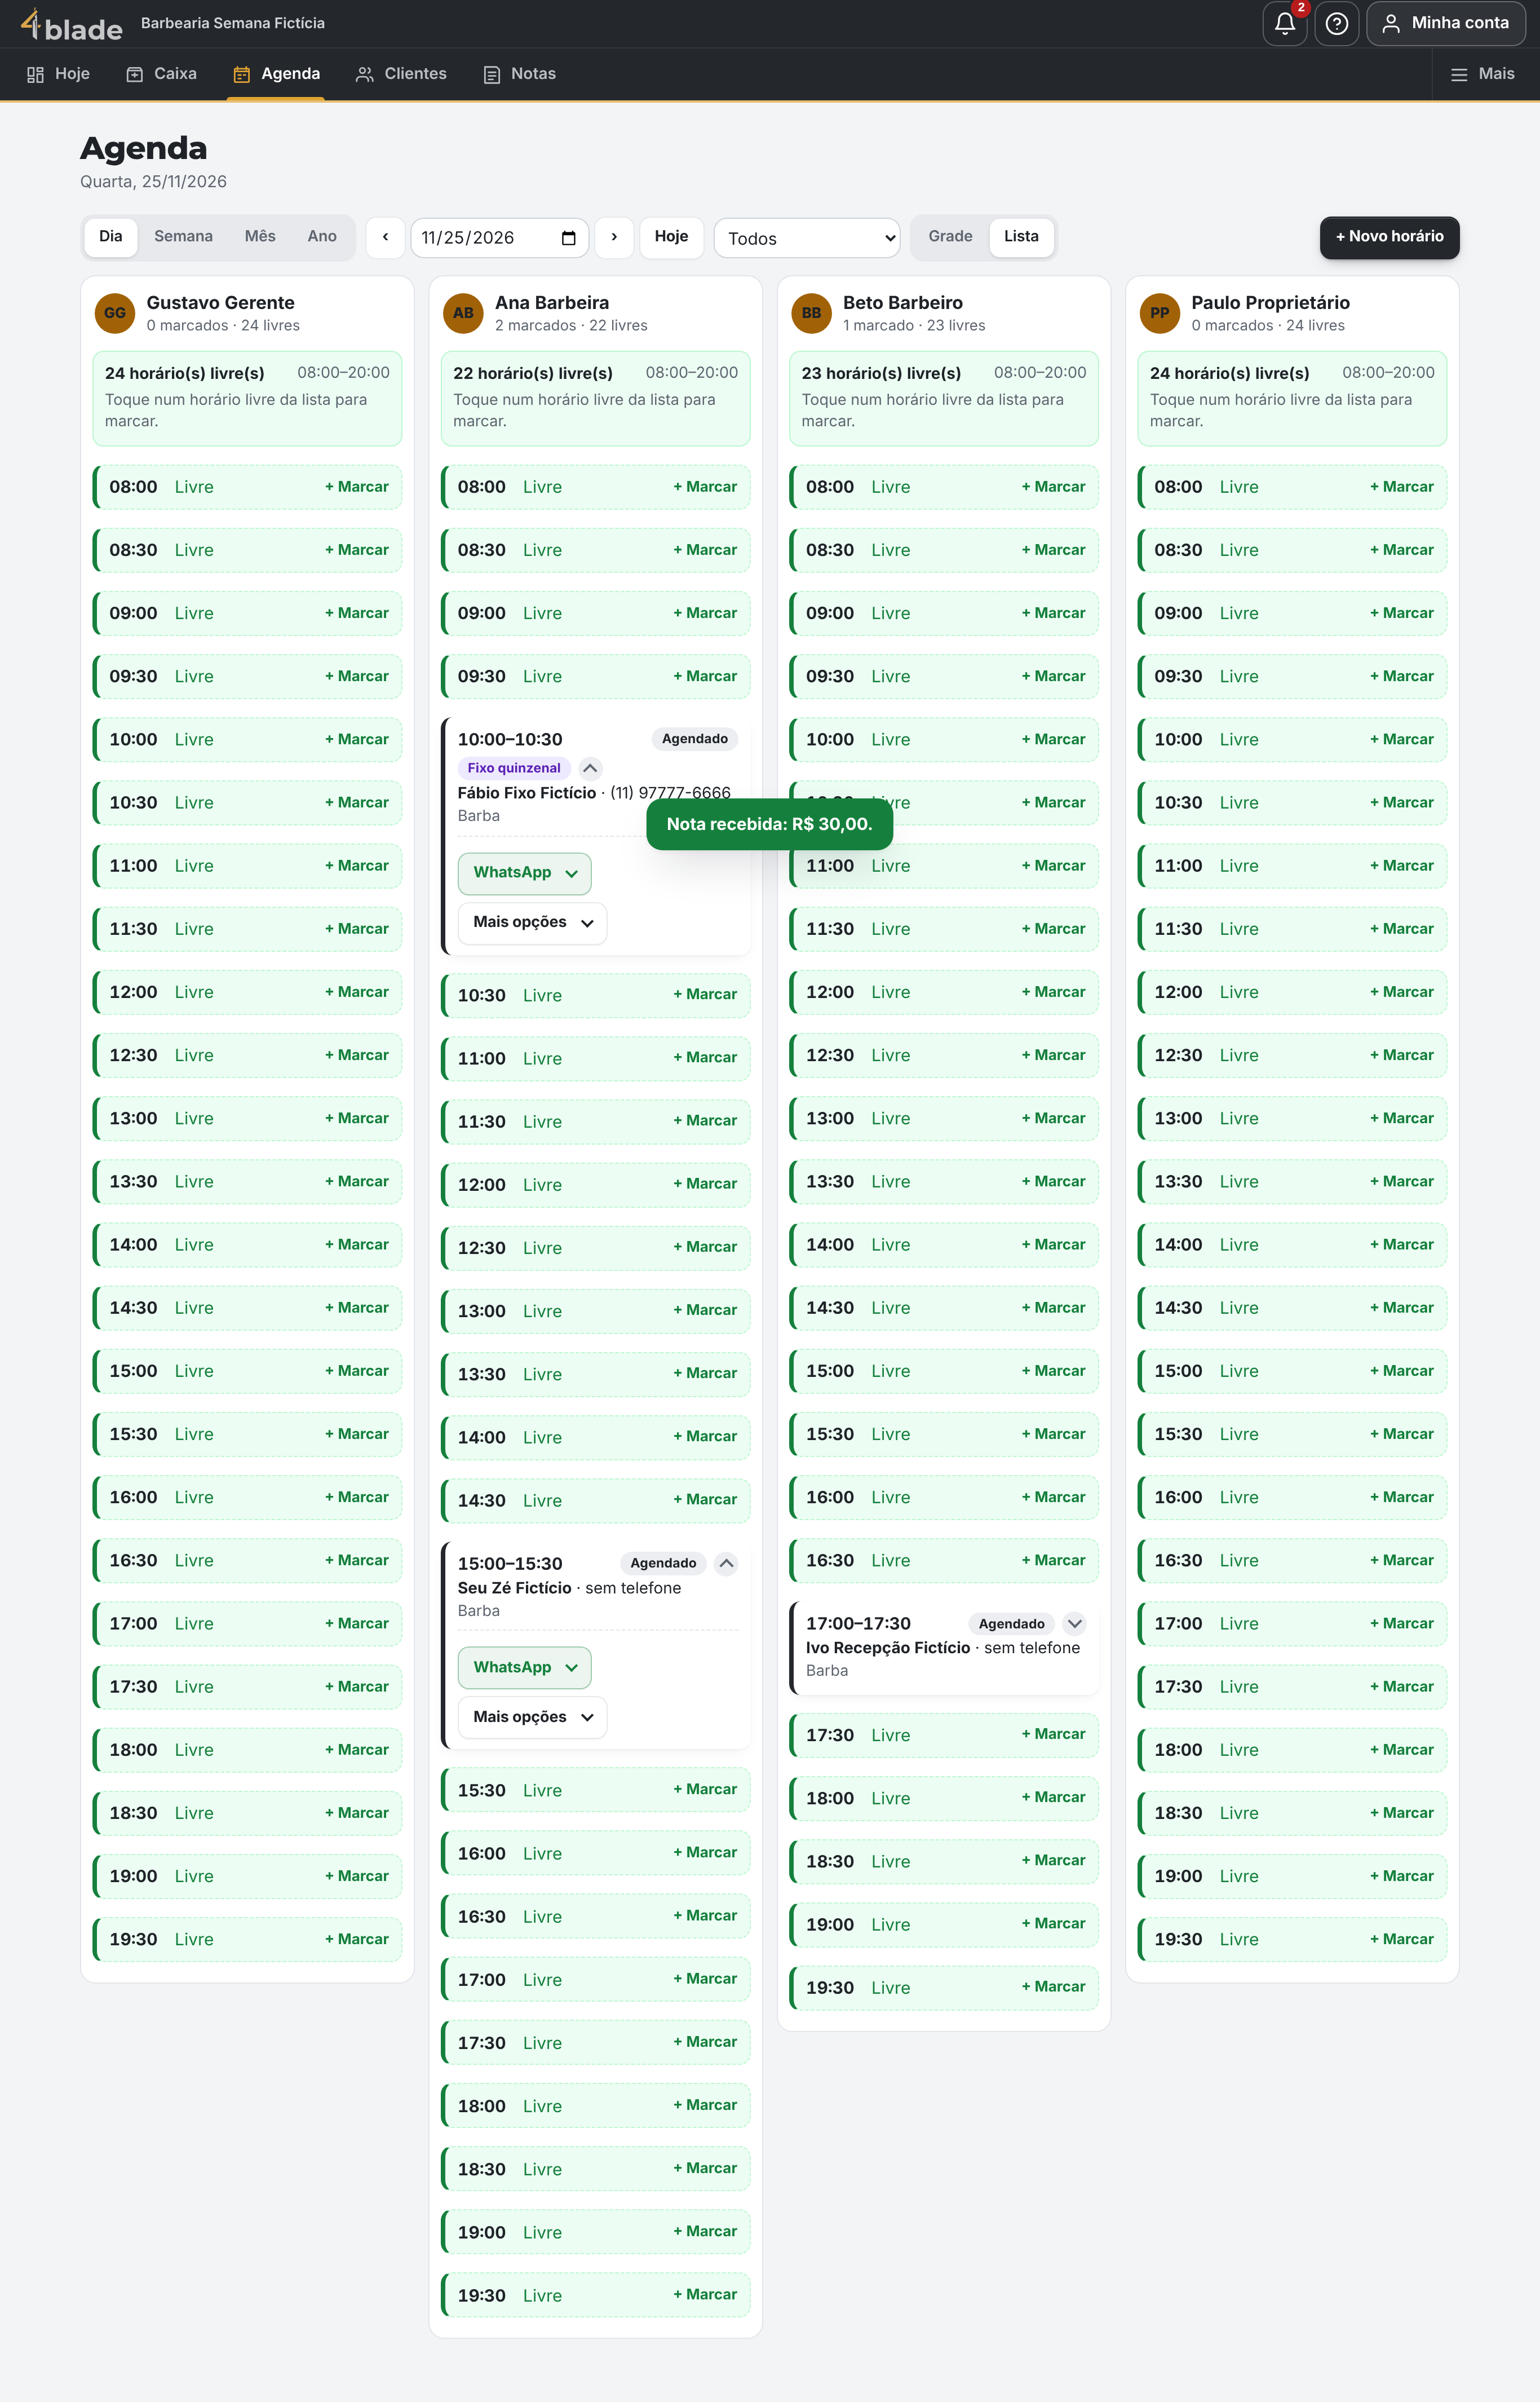 4blade Barbearia Semana Fictícia 2 Minha conta
Hoje Caixa Agenda Clientes Notas Mais
Agenda
Quarta, 25/11/2026
Dia Semana Mês Ano ‹ 11/25/2026 › Hoje Todos Grade Lista + Novo horário
GG Gustavo Gerente
0 marcados · 24 livres
24 horário(s) livre(s) 08:00–20:00
Toque num horário livre da lista para
marcar.
08:00 Livre + Marcar
08:30 Livre + Marcar
09:00 Livre + Marcar
09:30 Livre + Marcar
10:00 Livre + Marcar
10:30 Livre + Marcar
11:00 Livre + Marcar
11:30 Livre + Marcar
12:00 Livre + Marcar
12:30 Livre + Marcar
13:00 Livre + Marcar
13:30 Livre + Marcar
14:00 Livre + Marcar
14:30 Livre + Marcar
15:00 Livre + Marcar
15:30 Livre + Marcar
16:00 Livre + Marcar
16:30 Livre + Marcar
17:00 Livre + Marcar
17:30 Livre + Marcar
18:00 Livre + Marcar
18:30 Livre + Marcar
19:00 Livre + Marcar
19:30 Livre + Marcar
AB Ana Barbeira
2 marcados · 22 livres
22 horário(s) livre(s) 08:00–20:00
Toque num horário livre da lista para
marcar.
08:00 Livre + Marcar
08:30 Livre + Marcar
09:00 Livre + Marcar
09:30 Livre + Marcar
10:00–10:30 Agendado
Fixo quinzenal
Fábio Fixo Fictício · (11) 97777-6666
Barba
Nota recebida: R$ 30,00.
WhatsApp
Mais opções
10:30 Livre + Marcar
11:00 Livre + Marcar
11:30 Livre + Marcar
12:00 Livre + Marcar
12:30 Livre + Marcar
13:00 Livre + Marcar
13:30 Livre + Marcar
14:00 Livre + Marcar
14:30 Livre + Marcar
15:00–15:30 Agendado
Seu Zé Fictício · sem telefone
Barba
WhatsApp
Mais opções
15:30 Livre + Marcar
16:00 Livre + Marcar
16:30 Livre + Marcar
17:00 Livre + Marcar
17:30 Livre + Marcar
18:00 Livre + Marcar
18:30 Livre + Marcar
19:00 Livre + Marcar
19:30 Livre + Marcar
BB Beto Barbeiro
1 marcado · 23 livres
23 horário(s) livre(s) 08:00–20:00
Toque num horário livre da lista para
marcar.
08:00 Livre + Marcar
08:30 Livre + Marcar
09:00 Livre + Marcar
09:30 Livre + Marcar
10:00 Livre + Marcar
+ Marcar
11:00 Livre + Marcar
11:30 Livre + Marcar
12:00 Livre + Marcar
12:30 Livre + Marcar
13:00 Livre + Marcar
13:30 Livre + Marcar
14:00 Livre + Marcar
14:30 Livre + Marcar
15:00 Livre + Marcar
15:30 Livre + Marcar
16:00 Livre + Marcar
16:30 Livre + Marcar
17:00–17:30 Agendado
Ivo Recepção Fictício · sem telefone
Barba
17:30 Livre + Marcar
18:00 Livre + Marcar
18:30 Livre + Marcar
19:00 Livre + Marcar
19:30 Livre + Marcar
PP Paulo Proprietário
0 marcados · 24 livres
24 horário(s) livre(s) 08:00–20:00
Toque num horário livre da lista para
marcar.
08:00 Livre + Marcar
08:30 Livre + Marcar
09:00 Livre + Marcar
09:30 Livre + Marcar
10:00 Livre + Marcar
10:30 Livre + Marcar
11:00 Livre + Marcar
11:30 Livre + Marcar
12:00 Livre + Marcar
12:30 Livre + Marcar
13:00 Livre + Marcar
13:30 Livre + Marcar
14:00 Livre + Marcar
14:30 Livre + Marcar
15:00 Livre + Marcar
15:30 Livre + Marcar
16:00 Livre + Marcar
16:30 Livre + Marcar
17:00 Livre + Marcar
17:30 Livre + Marcar
18:00 Livre + Marcar
18:30 Livre + Marcar
19:00 Livre + Marcar
19:30 Livre + Marcar